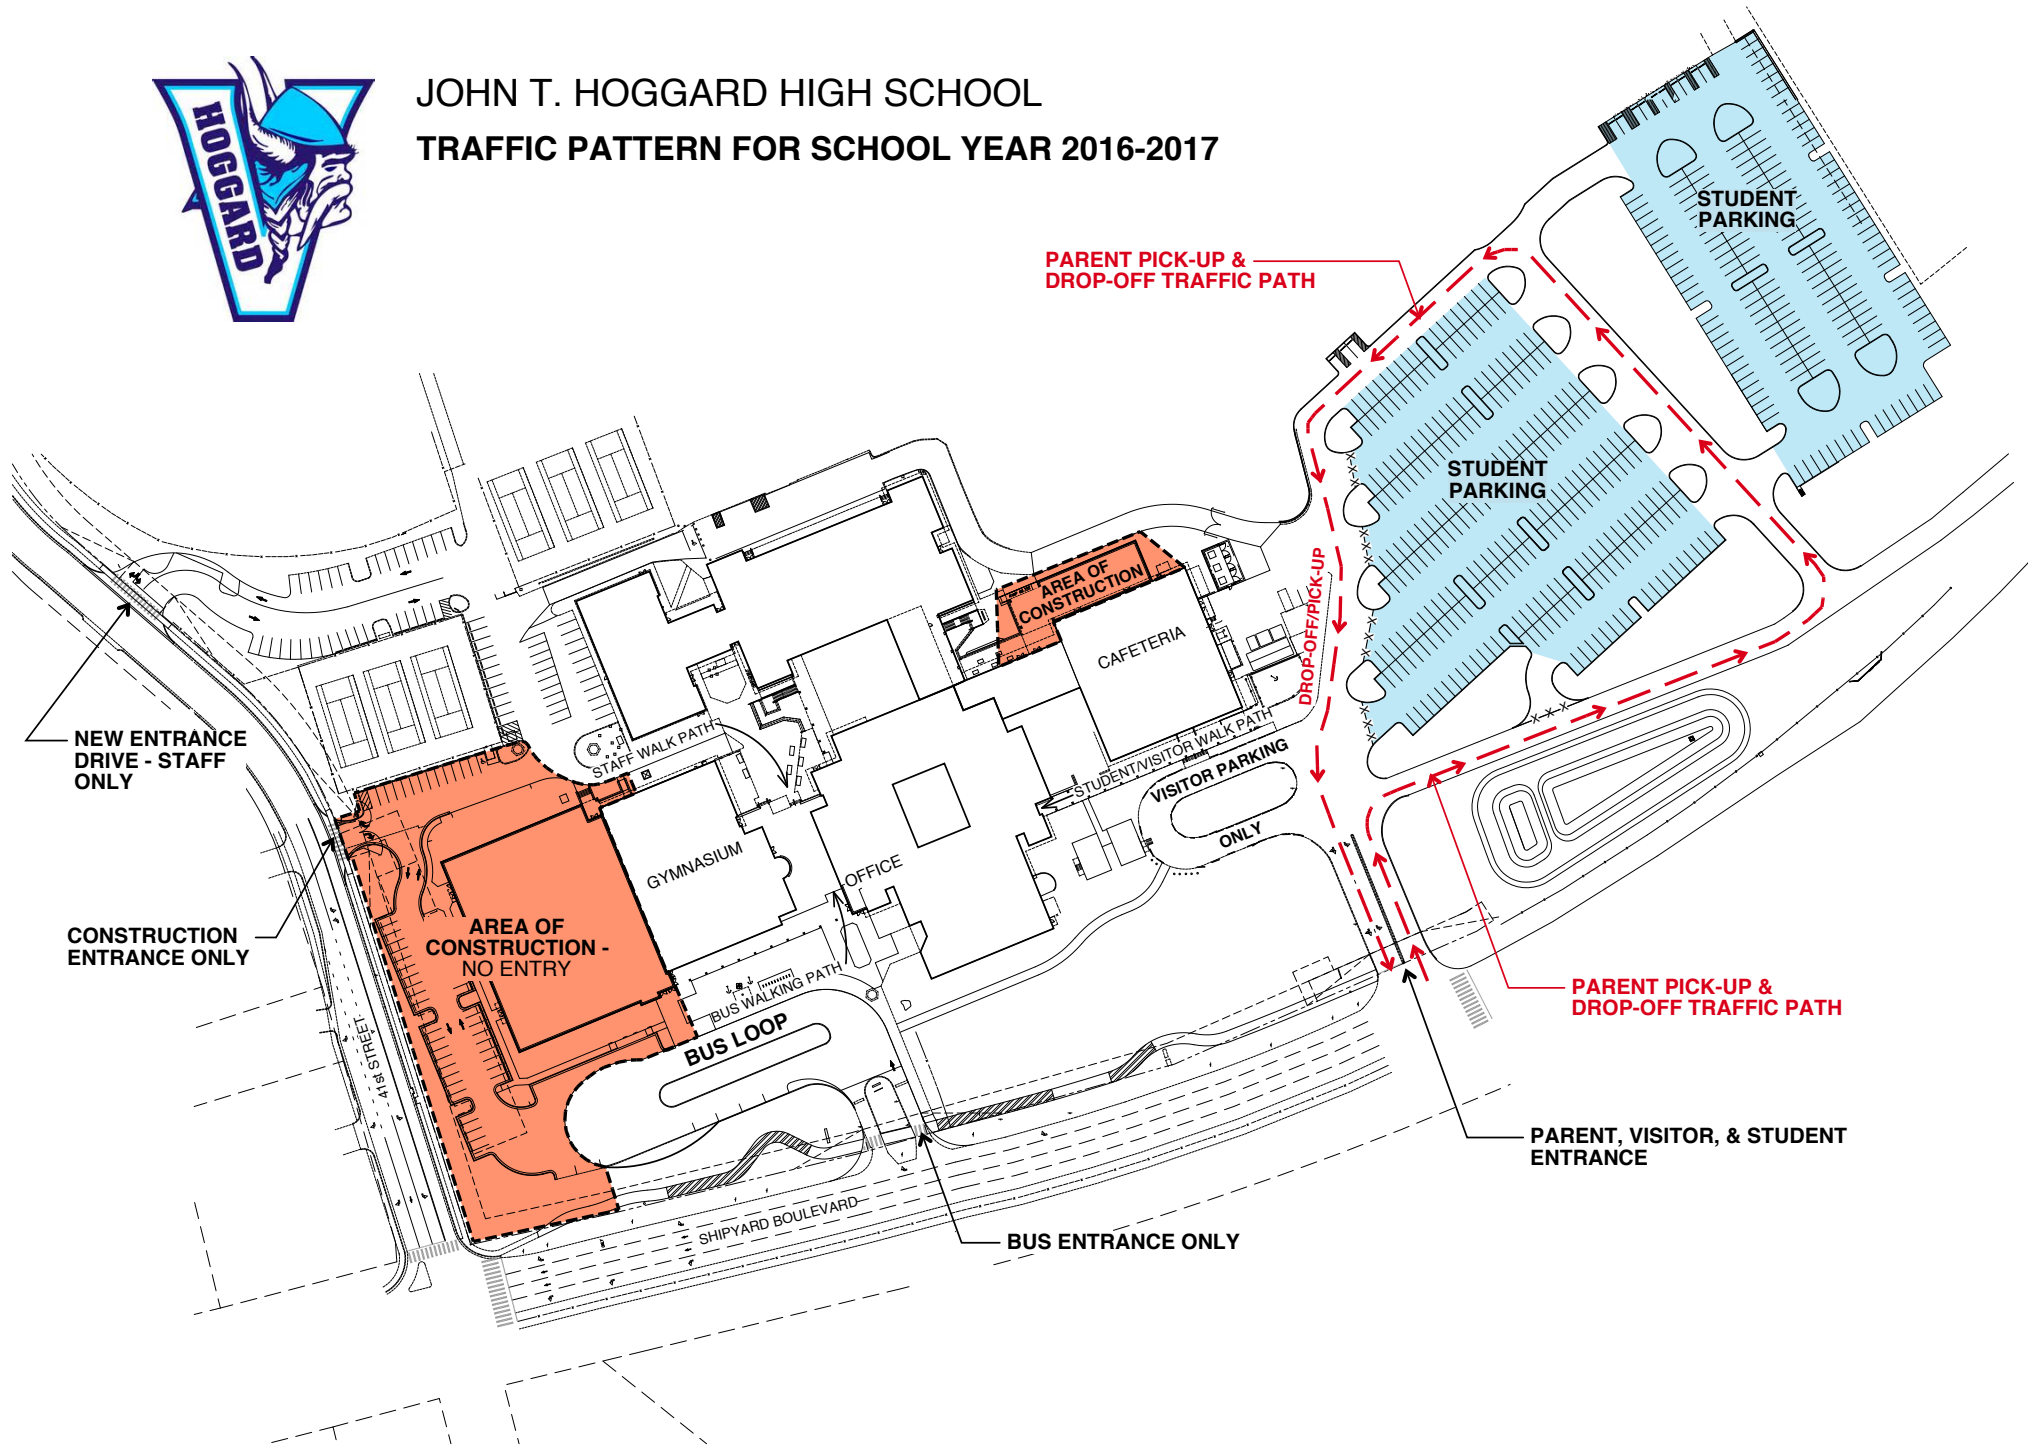 HOGGARD
JOHN T. HOGGARD HIGH SCHOOL
TRAFFIC PATTERN FOR SCHOOL YEAR 2016-2017
STUDENT
PARKING
PARENT PICK-UP &
DROP-OFF TRAFFIC PATH
STUDENT
PARKING
AREA OF
CONSTRUCTION
CAFETERIA
DROP-OFF/PICK-UP
NEW ENTRANCE
DRIVE - STAFF
ONLY
STAFF WALK PATH
STUDENT/VISITOR WALK PATH
VISITOR PARKING
ONLY
GYMNASIUM
OFFICE
CONSTRUCTION
ENTRANCE ONLY
AREA OF
CONSTRUCTION -
NO ENTRY
BUS WALKING PATH
BUS LOOP
41st STREET
PARENT PICK-UP &
DROP-OFF TRAFFIC PATH
PARENT, VISITOR, & STUDENT
ENTRANCE
SHIPYARD BOULEVARD
BUS ENTRANCE ONLY